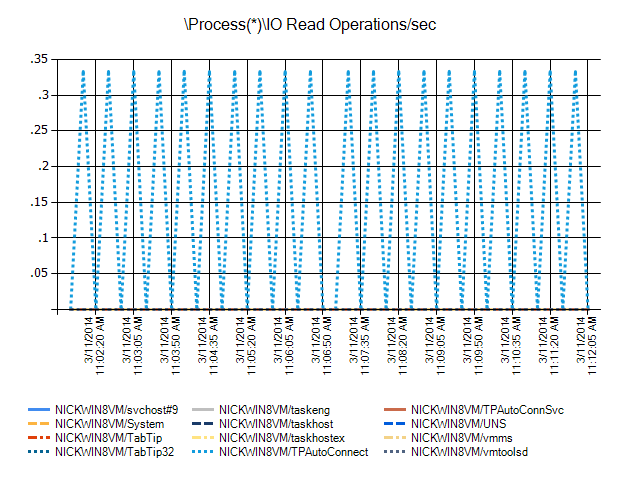 \Process(*)\IO Read Operations/sec
.35
.3
.25
.2
.15
.1
.05
3/11/2014 11:02:20 AM
3/11/2014 11:03:05 AM
3/11/2014 11:03:50 AM
3/11/2014 11:04:35 AM
3/11/2014 11:05:20 AM
3/11/2014 11:06:05 AM
3/11/2014 11:06:50 AM
3/11/2014 11:07:35 AM
3/11/2014 11:08:20 AM
3/11/2014 11:09:05 AM
3/11/2014 11:09:50 AM
3/11/2014 11:10:35 AM
3/11/2014 11:11:20 AM
3/11/2014 11:12:05 AM
NICKWIN8VM/svchost#9 NICKWIN8VM/taskeng NICKWIN8VM/TPAutoConnSvc
NICKWIN8VM/System NICKWIN8VM/taskhost NICKWIN8VM/UNS
NICKWIN8VM/TabTip NICKWIN8VM/taskhostex NICKWIN8VM/vmms
NICKWIN8VM/TabTip32 NICKWIN8VM/TPAutoConnect NICKWIN8VM/vmtoolsd